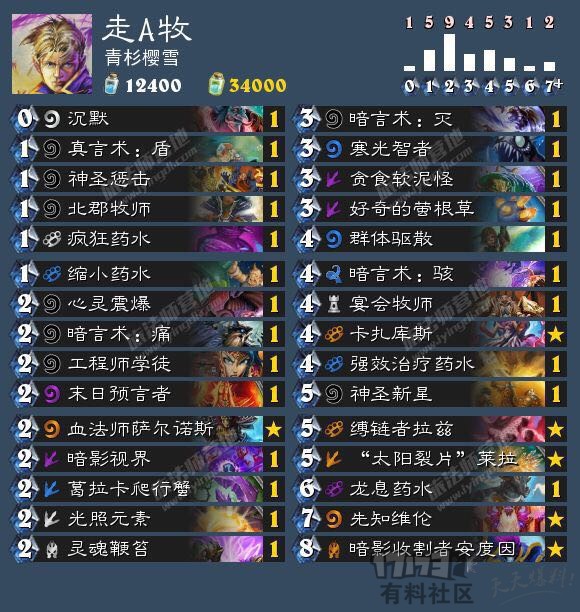 走A牧
青杉樱雪
12400 34000
1 5 9 4 5 3 1 2
0 1 2 3 4 5 6 7+
0 沉默 1
1 真言术：盾 1
1 神圣惩击 1
1 北郡牧师 1
1 疯狂药水 1
1 缩小药水 1
2 心灵震爆 1
2 暗言术：痛 1
2 工程师学徒 1
2 末日预言者 1
2 血法师萨尔诺斯 ★
2 暗影视界 1
2 葛拉卡爬行蟹 1
2 光照元素 1
2 灵魂鞭笞 1
3 暗言术：灭 1
3 寒光智者 1
3 贪食软泥怪 1
3 好奇的萤根草 1
4 群体驱散 1
4 暗言术：骇 1
4 宴会牧师 1
4 卡扎库斯 ★
4 强效治疗药水 1
5 神圣新星 1
5 缚链者拉兹 ★
5 “太阳裂片”莱拉 ★
6 龙息药水 1
7 先知维伦 ★
8 暗影收割者安度因 ★
有料社区